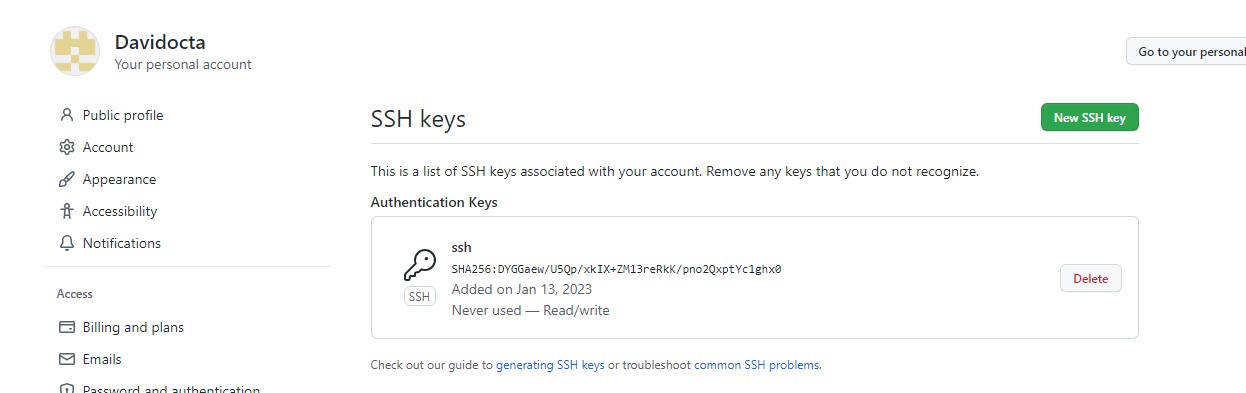 Davidocta
Your personal account
Go to your personal
Public profile
Account
Appearance
Accessibility
Notifications
Access
Billing and plans
Emails
Password and authentication
SSH keys
New SSH key
This is a list of SSH keys associated with your account. Remove any keys that you do not recognize.
Authentication Keys
ssh
SHA256:DYGGaew/U5Qp/xkIX+ZM13reRkK/pno2QxptYc1ghx0
SSH
Added on Jan 13, 2023
Never used — Read/write
Delete
Check out our guide to generating SSH keys or troubleshoot common SSH problems.